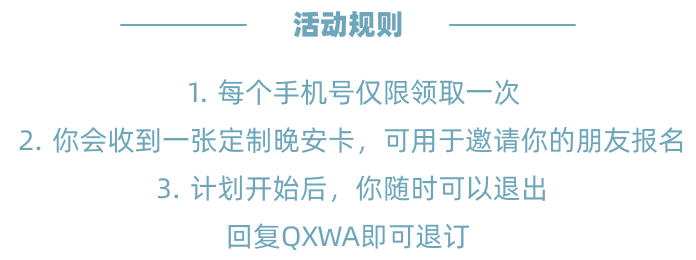 活动规则
1. 每个手机号仅限领取一次
2. 你会收到一张定制晚安卡，可用于邀请你的朋友报名
3. 计划开始后，你随时可以退出
回复QXWA即可退订